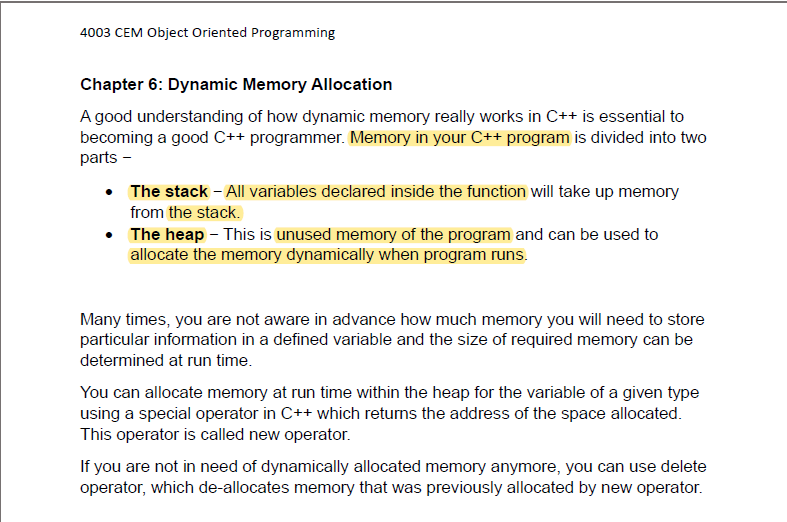 4003 CEM Object Oriented Programming
Chapter 6: Dynamic Memory Allocation
A good understanding of how dynamic memory really works in C++ is essential to
becoming a good C++ programmer. Memory in your C++ program is divided into two
parts −
• The stack − All variables declared inside the function will take up memory
from the stack.
• The heap − This is unused memory of the program and can be used to
allocate the memory dynamically when program runs.
Many times, you are not aware in advance how much memory you will need to store
particular information in a defined variable and the size of required memory can be
determined at run time.
You can allocate memory at run time within the heap for the variable of a given type
using a special operator in C++ which returns the address of the space allocated.
This operator is called new operator.
If you are not in need of dynamically allocated memory anymore, you can use delete
operator, which de-allocates memory that was previously allocated by new operator.